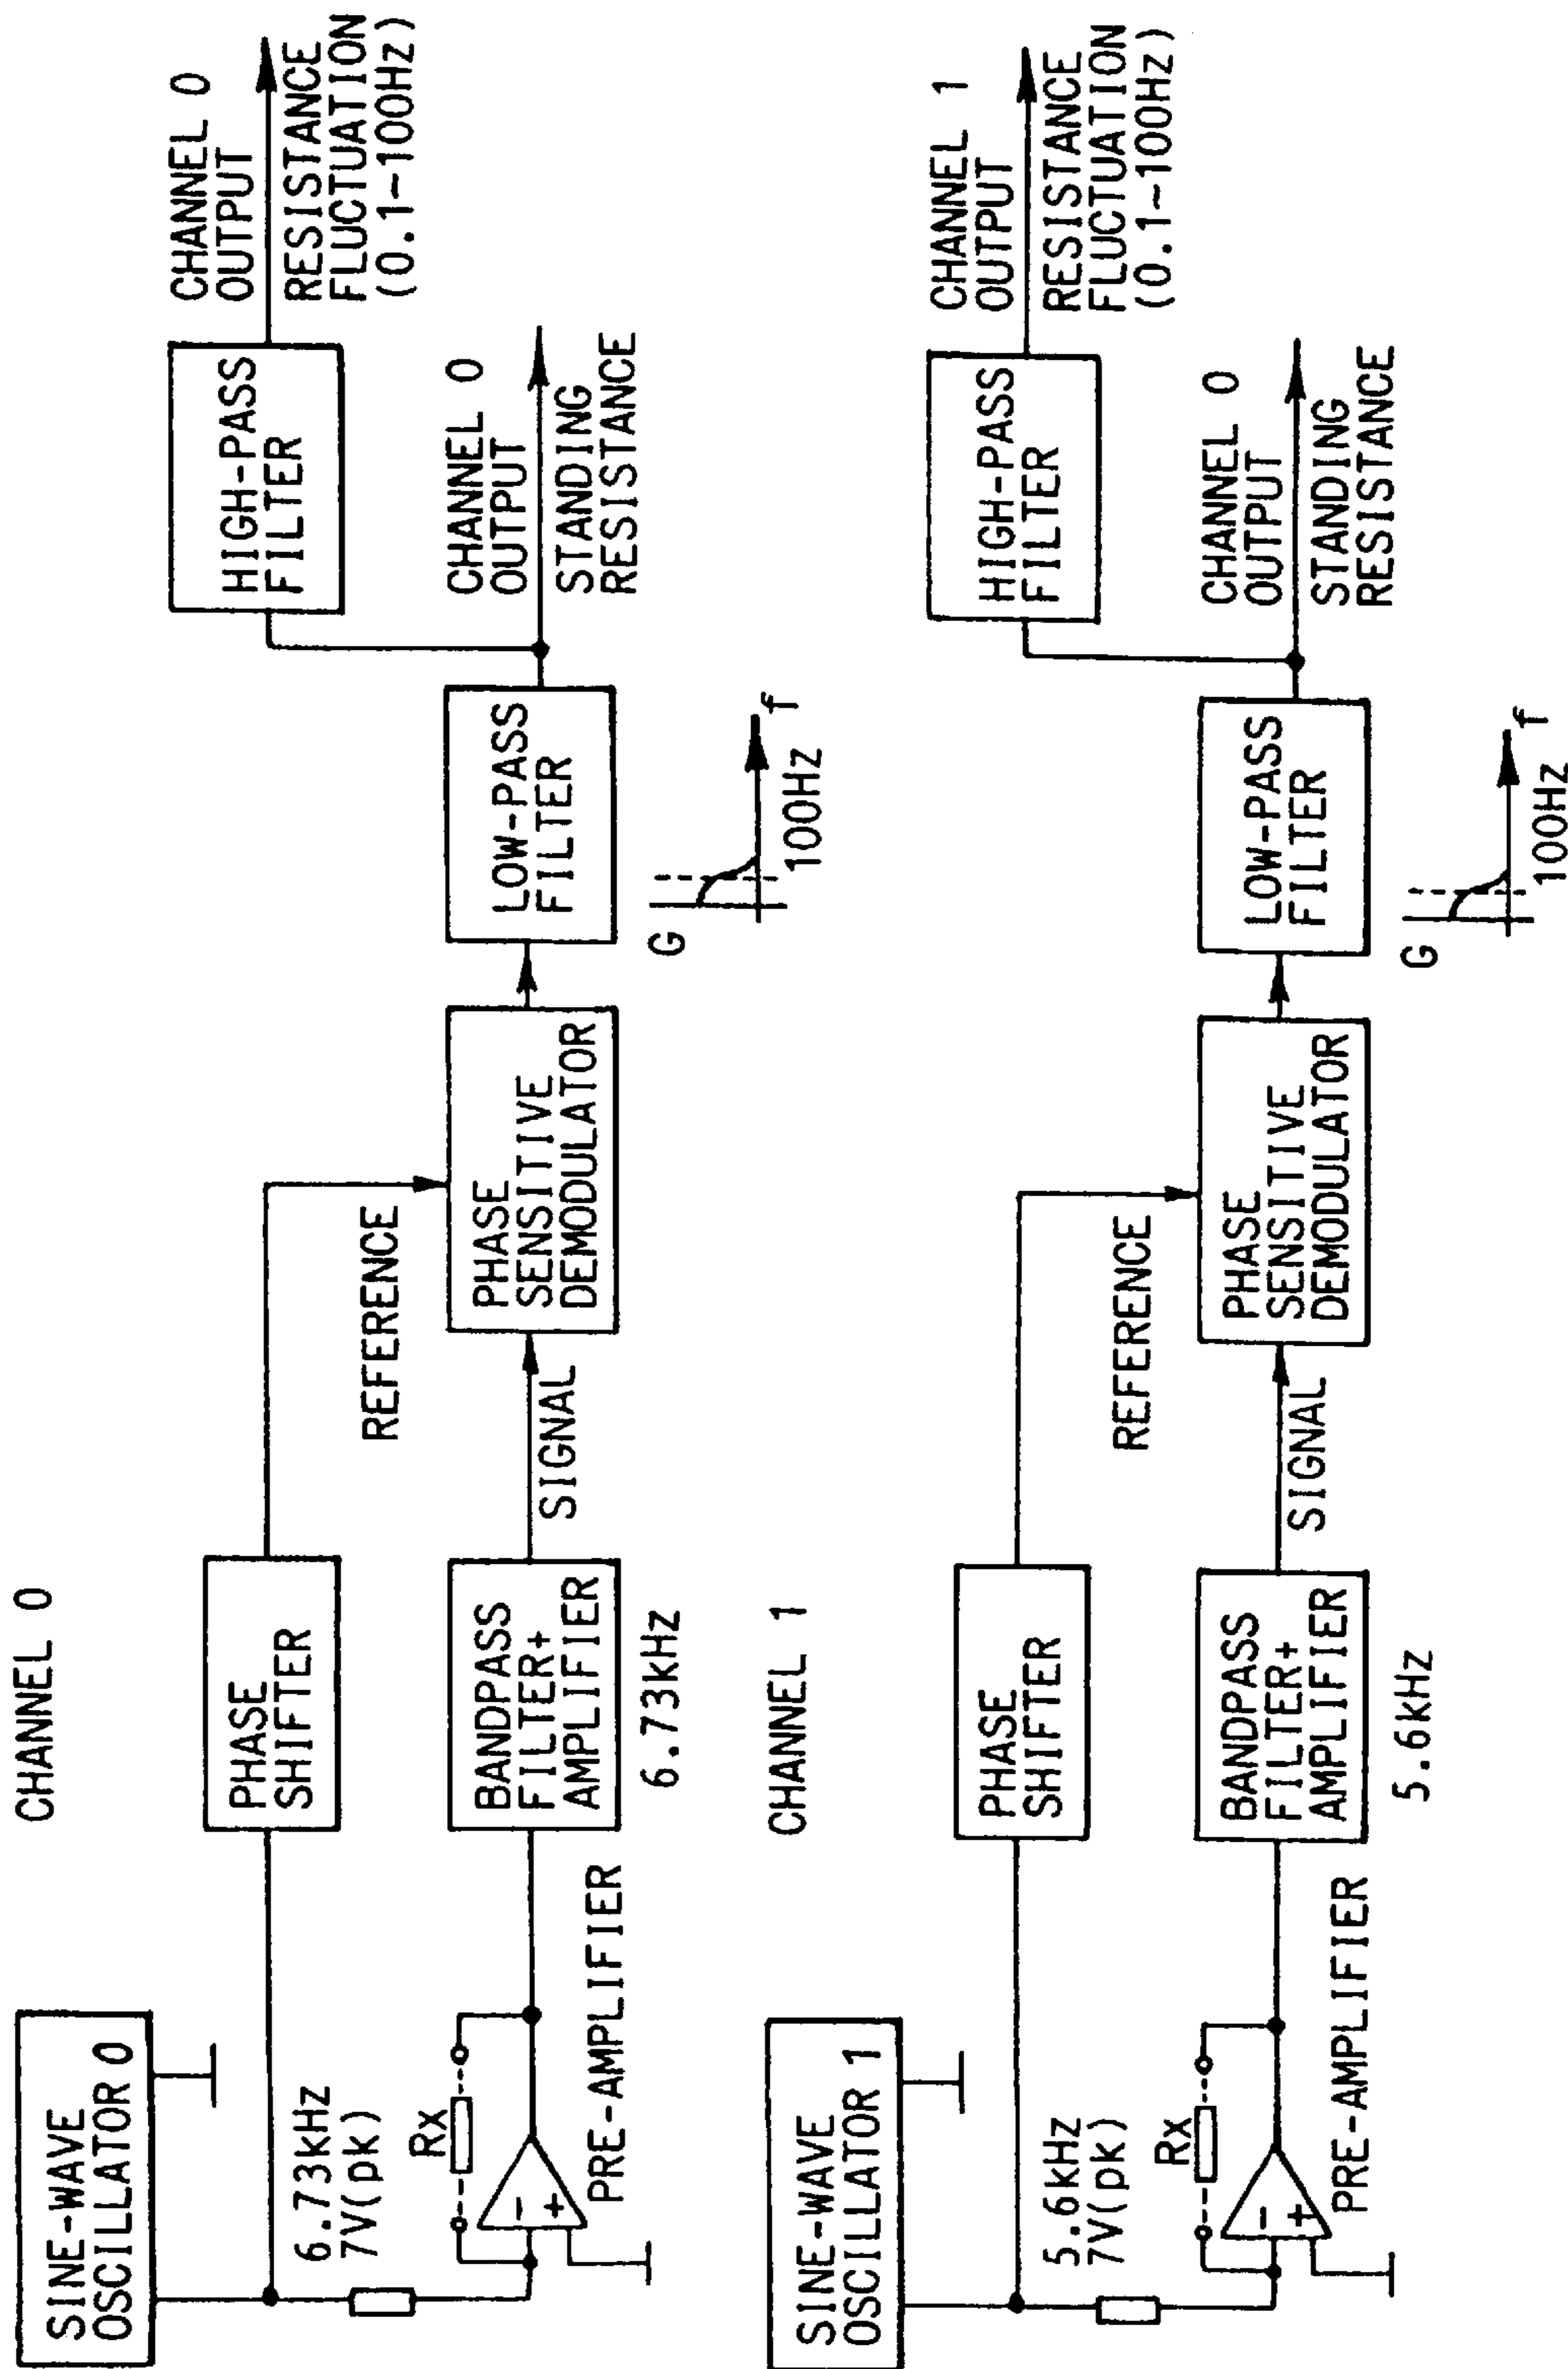 CHANNEL 0
SINE-WAVE
OSCILLATOR 0
6.73kHz
7V(pk)
Rx
-
+
PRE-AMPLIFIER
PHASE
SHIFTER
BANDPASS
FILTER+
AMPLIFIER
6.73kHz
REFERENCE
SIGNAL
PHASE
SENSITIVE
DEMODULATOR
LOW-PASS
FILTER
G
f
100Hz
HIGH-PASS
FILTER
CHANNEL 0
OUTPUT
RESISTANCE
FLUCTUATION
(0.1~100Hz)
CHANNEL 0
OUTPUT
STANDING
RESISTANCE
CHANNEL 1
SINE-WAVE
OSCILLATOR 1
5.6kHz
7V(pk)
Rx
-
+
PRE-AMPLIFIER
PHASE
SHIFTER
BANDPASS
FILTER+
AMPLIFIER
5.6kHz
REFERENCE
SIGNAL
PHASE
SENSITIVE
DEMODULATOR
LOW-PASS
FILTER
G
f
100Hz
HIGH-PASS
FILTER
CHANNEL 1
OUTPUT
RESISTANCE
FLUCTUATION
(0.1~100Hz)
CHANNEL 0
OUTPUT
STANDING
RESISTANCE